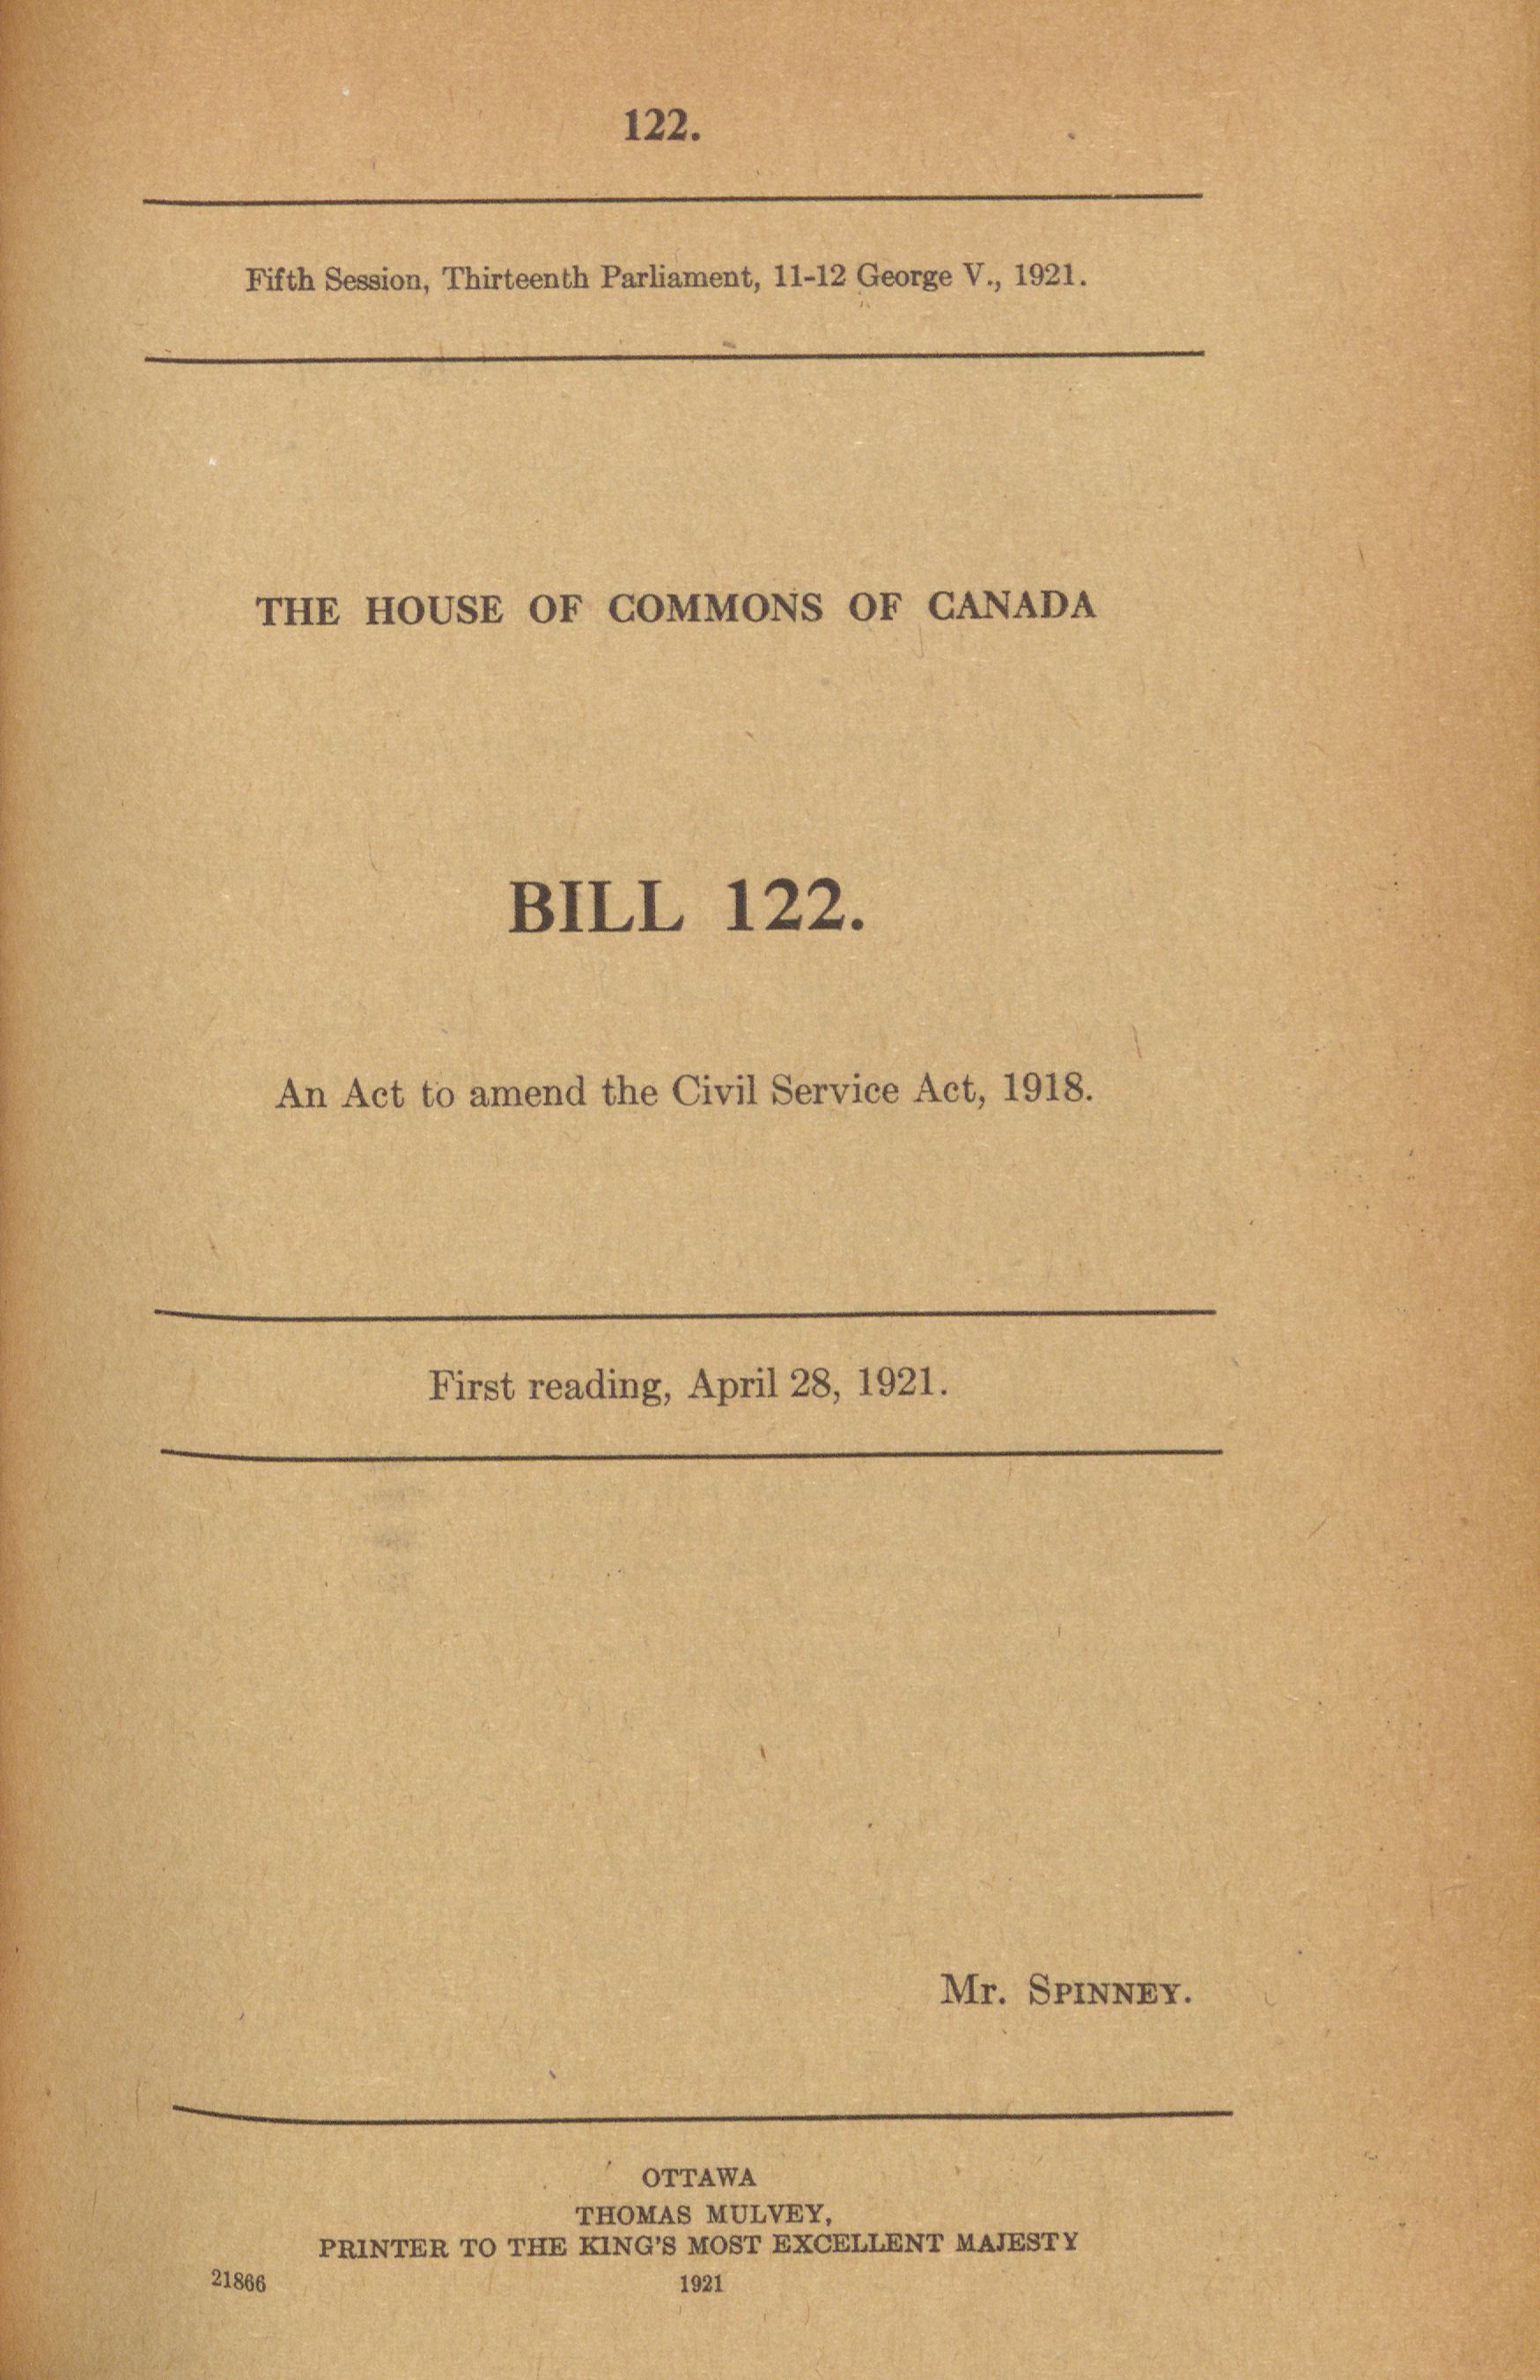 122.
Fifth Session, Thirteenth Parliament, 11-12 George V., 1921.
THE HOUSE OF COMMONS OF CANADA
BILL 122.
An Act to amend the Civil Service Act, 1918.
First reading, April 28, 1921.
Mr. SPINNEY.
OTTAWA
THOMAS MULVEY,
PRINTER TO THE KING'S MOST EXCELLENT MAJESTY
21866 1921